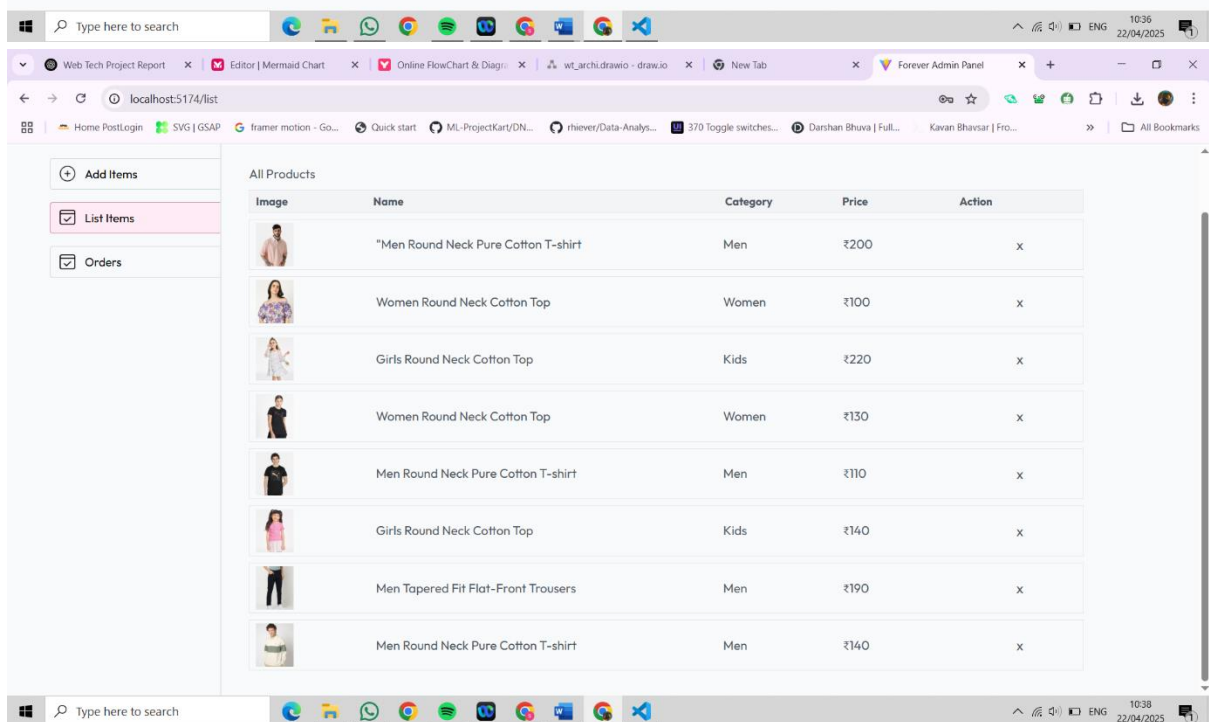 Type here to search
ENG
10:36
22/04/2025
Web Tech Project Report
Editor | Mermaid Chart
Online FlowChart & Diagra
wt_archi.drawio - draw.io
New Tab
Forever Admin Panel
localhost:5174/list
Home PostLogin
SVG | GSAP
framer motion - Go...
Quick start
ML-ProjectKart/DN...
rhiever/Data-Analys...
370 Toggle switches...
Darshan Bhuva | Full...
Kavan Bhavsar | Fro...
»
All Bookmarks
Add Items
List Items
Orders
All Products
Image Name Category Price Action
"Men Round Neck Pure Cotton T-shirt Men ₹200 x
Women Round Neck Cotton Top Women ₹100 x
Girls Round Neck Cotton Top Kids ₹220 x
Women Round Neck Cotton Top Women ₹130 x
Men Round Neck Pure Cotton T-shirt Men ₹110 x
Girls Round Neck Cotton Top Kids ₹140 x
Men Tapered Fit Flat-Front Trousers Men ₹190 x
Men Round Neck Pure Cotton T-shirt Men ₹140 x
Type here to search
ENG
10:38
22/04/2025